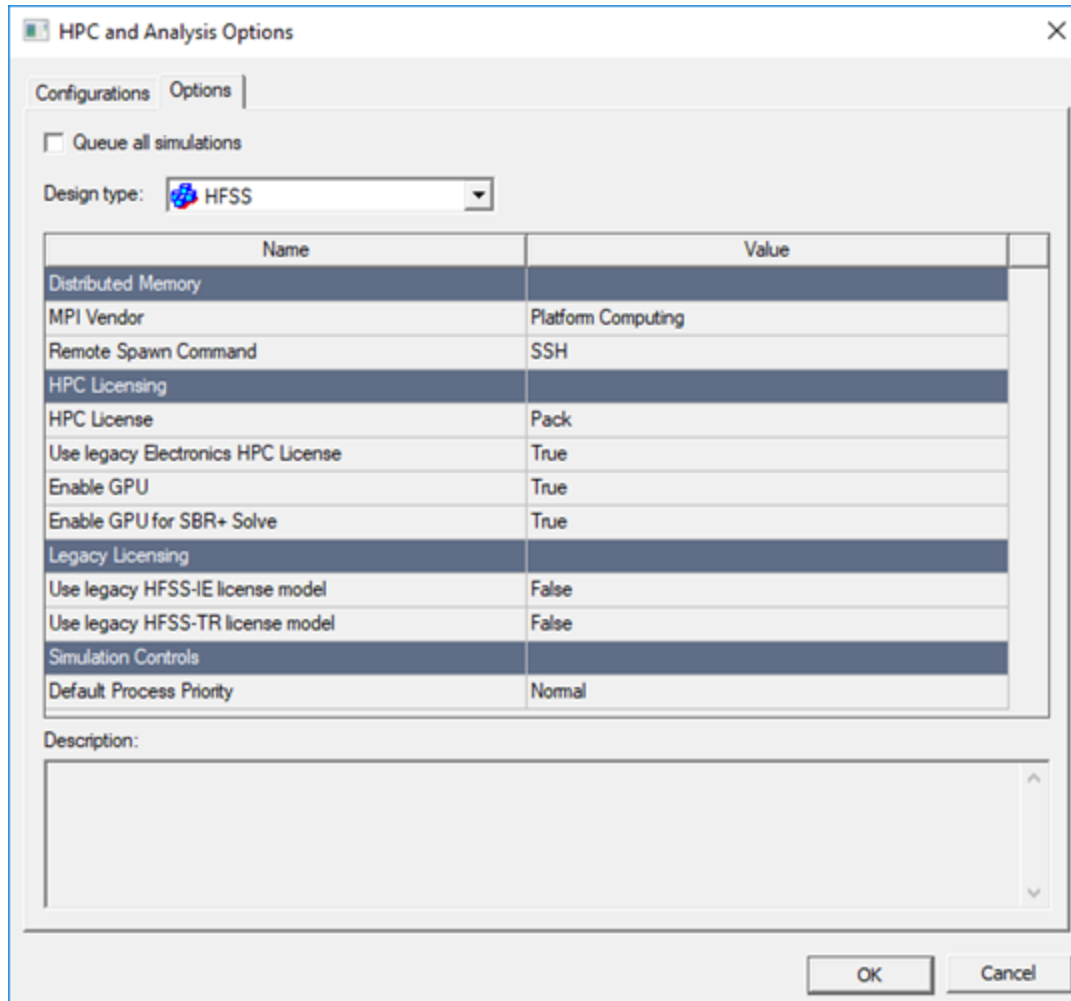 HPC and Analysis Options
Configurations Options
Queue all simulations
Design type: HFSS
Name Value
Distributed Memory
MPI Vendor Platform Computing
Remote Spawn Command SSH
HPC Licensing
HPC License Pack
Use legacy Electronics HPC License True
Enable GPU True
Enable GPU for SBR+ Solve True
Legacy Licensing
Use legacy HFSS-IE license model False
Use legacy HFSS-TR license model False
Simulation Controls
Default Process Priority Normal
Description:
OK Cancel